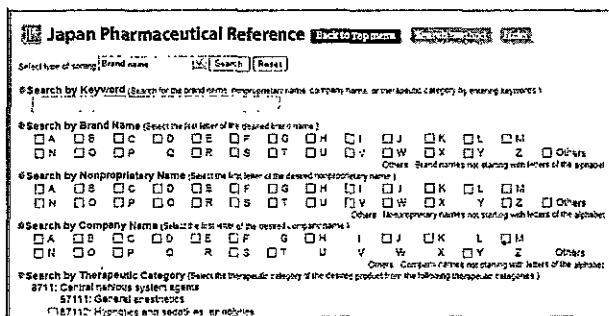 Japan Pharmaceutical Reference Back to Top menu
Select type of sorting Brand name Search Reset
Search by Keyword (Search for the brand name, nonproprietary name, company name, or therapeutic category by entering keywords)
Search by Brand Name (Select the first letter of the desired brand name)
A B C D E F G H I J K L M
N O P Q R S T U V W X Y Z Others
Others: Brand names not starting with letters of the alphabet
Search by Nonproprietary Name (Select the first letter of the desired nonproprietary name)
A B C D E F G H I J K L M
N O P Q R S T U V W X Y Z Others
Others: Nonproprietary names not starting with letters of the alphabet
Search by Company Name (Select the first letter of the desired company name)
A B C D E F G H I J K L M
N O P Q R S T U V W X Y Z Others
Others: Company names not starting with letters of the alphabet
Search by Therapeutic Category (Select the therapeutic category of the desired product from the following therapeutic categories)
8711: Central nervous system agents
87111: General anesthetics
87112: Hypnotics and sedatives, anxiolytics